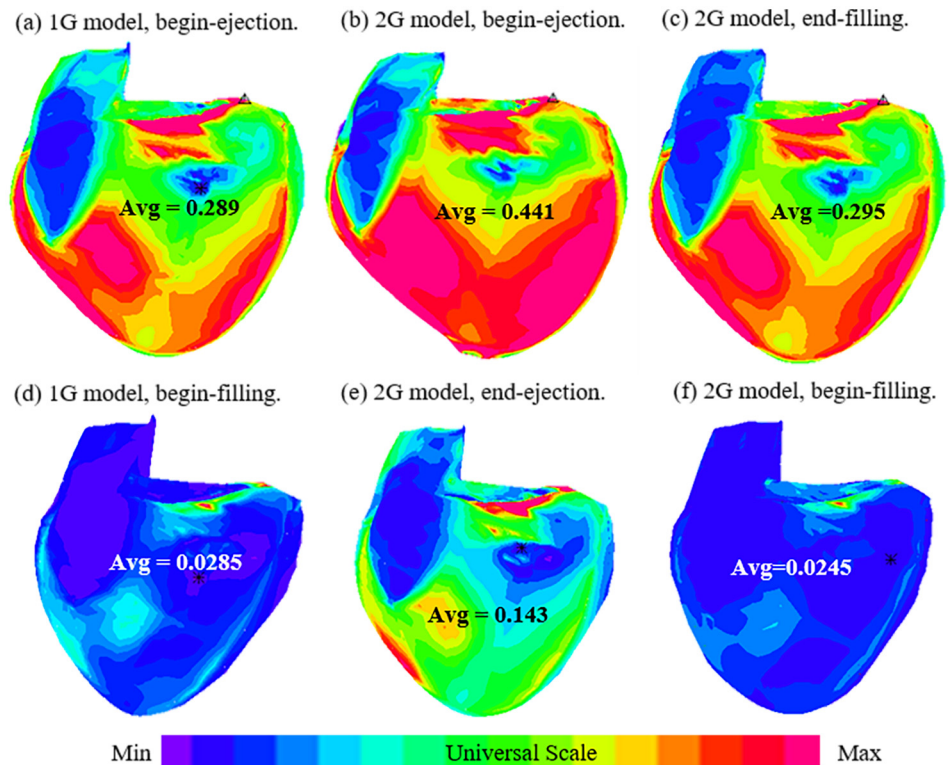 (a) 1G model, begin-ejection.
(b) 2G model, begin-ejection.
(c) 2G model, end-filling.
Avg = 0.289
Avg = 0.441
Avg =0.295
(d) 1G model, begin-filling.
(e) 2G model, end-ejection.
(f) 2G model, begin-filling.
Avg = 0.0285
Avg = 0.143
Avg=0.0245
Min
Universal Scale
Max